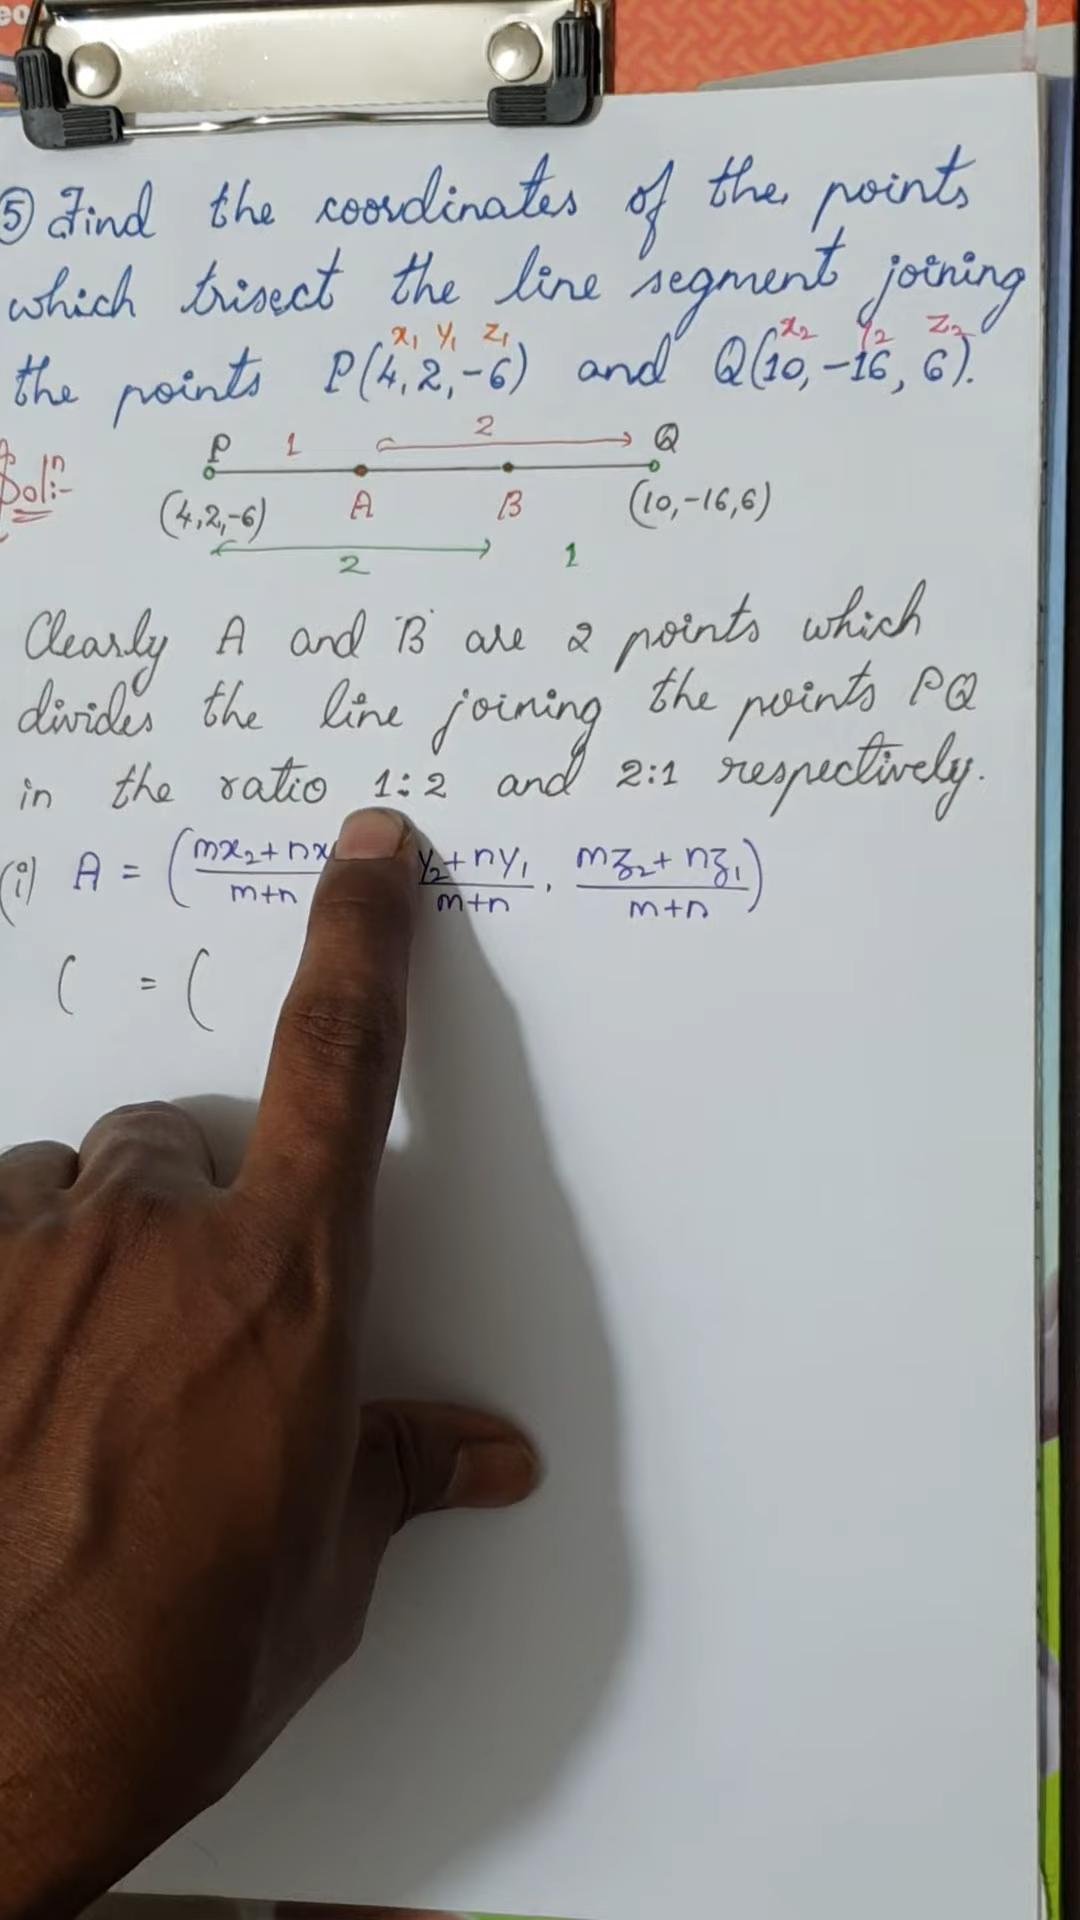 ⑤ Find the coordinates of the points
which trisect the line segment joining
x₁ y₁ z₁ x₂ y₂ z₂
the points P(4,2,-6) and Q(10,-16,6).
P 1 2 Q
Solⁿ:-
(4,2,-6) A B (10,-16,6)
2 1
Clearly A and B are 2 points which
divides the line joining the points PQ
in the ratio 1:2 and 2:1 respectively.
(i) A = (mx₂+nx / m+n y₂+ny₁ / m+n , mz₂+nz₁ / m+n)
( = (